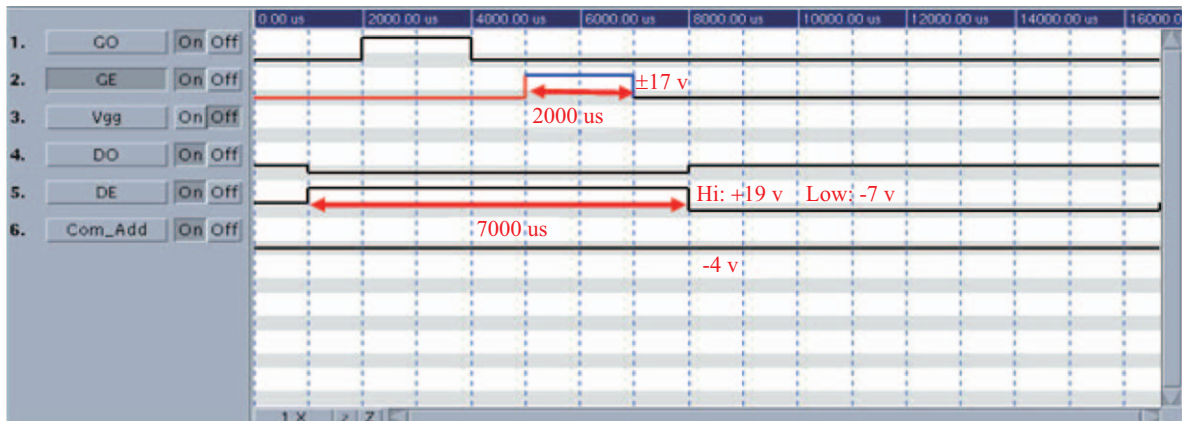 0.00 us 2000.00 us 4000.00 us 6000.00 us 8000.00 us 10000.00 us 12000.00 us 14000.00 us 16000.0
1. GO On Off
2. GE On Off ±17 v
3. Vgg On Off 2000 us
4. DO On Off
5. DE On Off Hi: +19 v Low: -7 v
6. Com_Add On Off 7000 us
-4 v
1 X > Z